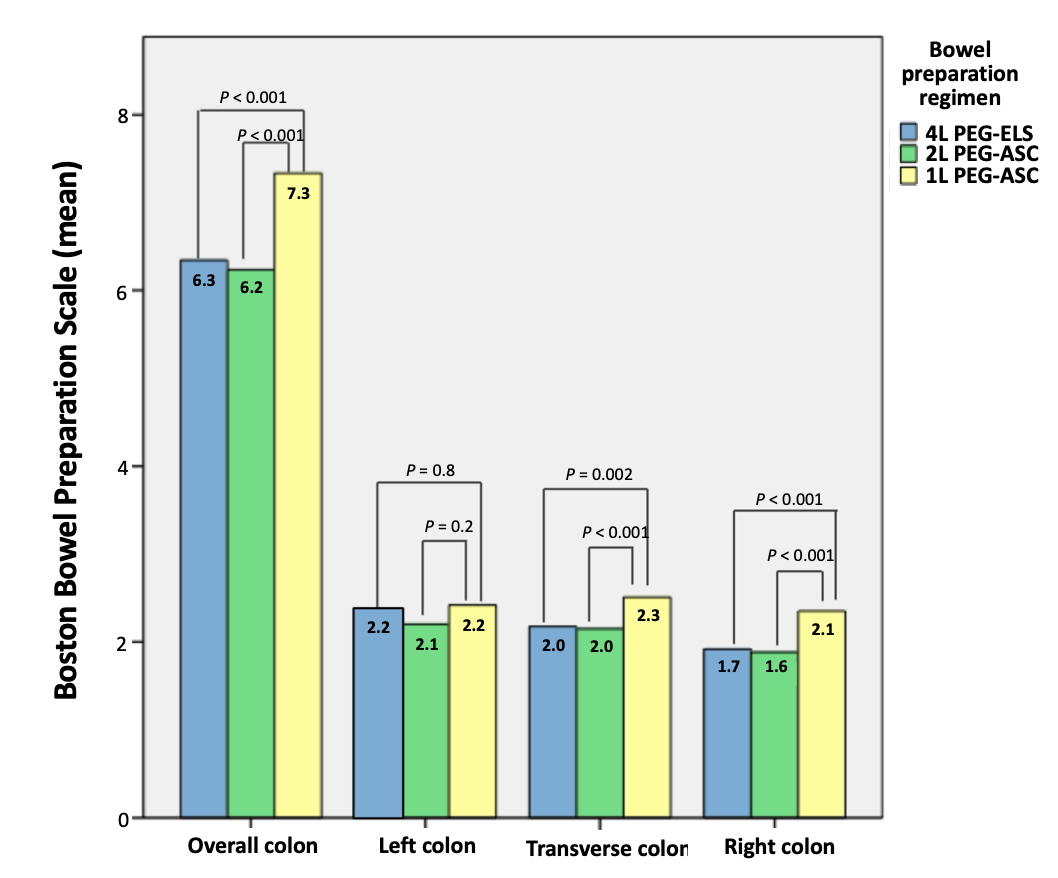 Bowel
preparation
regimen
4L PEG-ELS
2L PEG-ASC
1L PEG-ASC
Boston Bowel Preparation Scale (mean)
8
6
4
2
0
P < 0.001
P < 0.001
7.3
6.3
6.2
P = 0.8
P = 0.2
2.2
2.1
2.2
P = 0.002
P < 0.001
2.0
2.0
2.3
P < 0.001
P < 0.001
1.7
1.6
2.1
Overall colon
Left colon
Transverse colon
Right colon